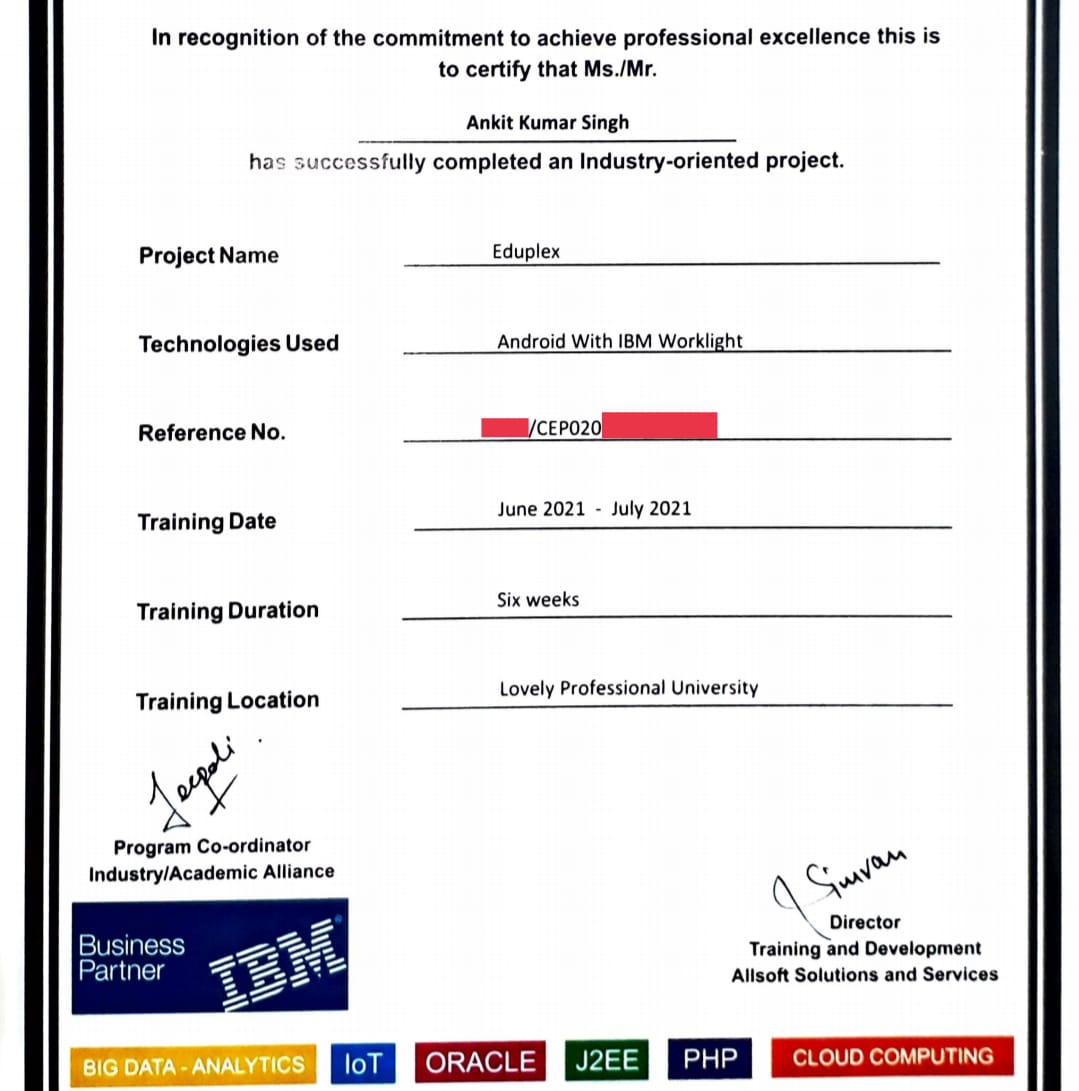 In recognition of the commitment to achieve professional excellence this is
to certify that Ms./Mr.
Ankit Kumar Singh
has successfully completed an Industry-oriented project.
Project Name Eduplex
Technologies Used Android With IBM Worklight
Reference No. /CEP020
Training Date June 2021 - July 2021
Training Duration Six weeks
Training Location Lovely Professional University
Program Co-ordinator
Industry/Academic Alliance
Simran
Director
Training and Development
Allsoft Solutions and Services
Business
Partner
IBM®
BIG DATA - ANALYTICS IoT ORACLE J2EE PHP CLOUD COMPUTING